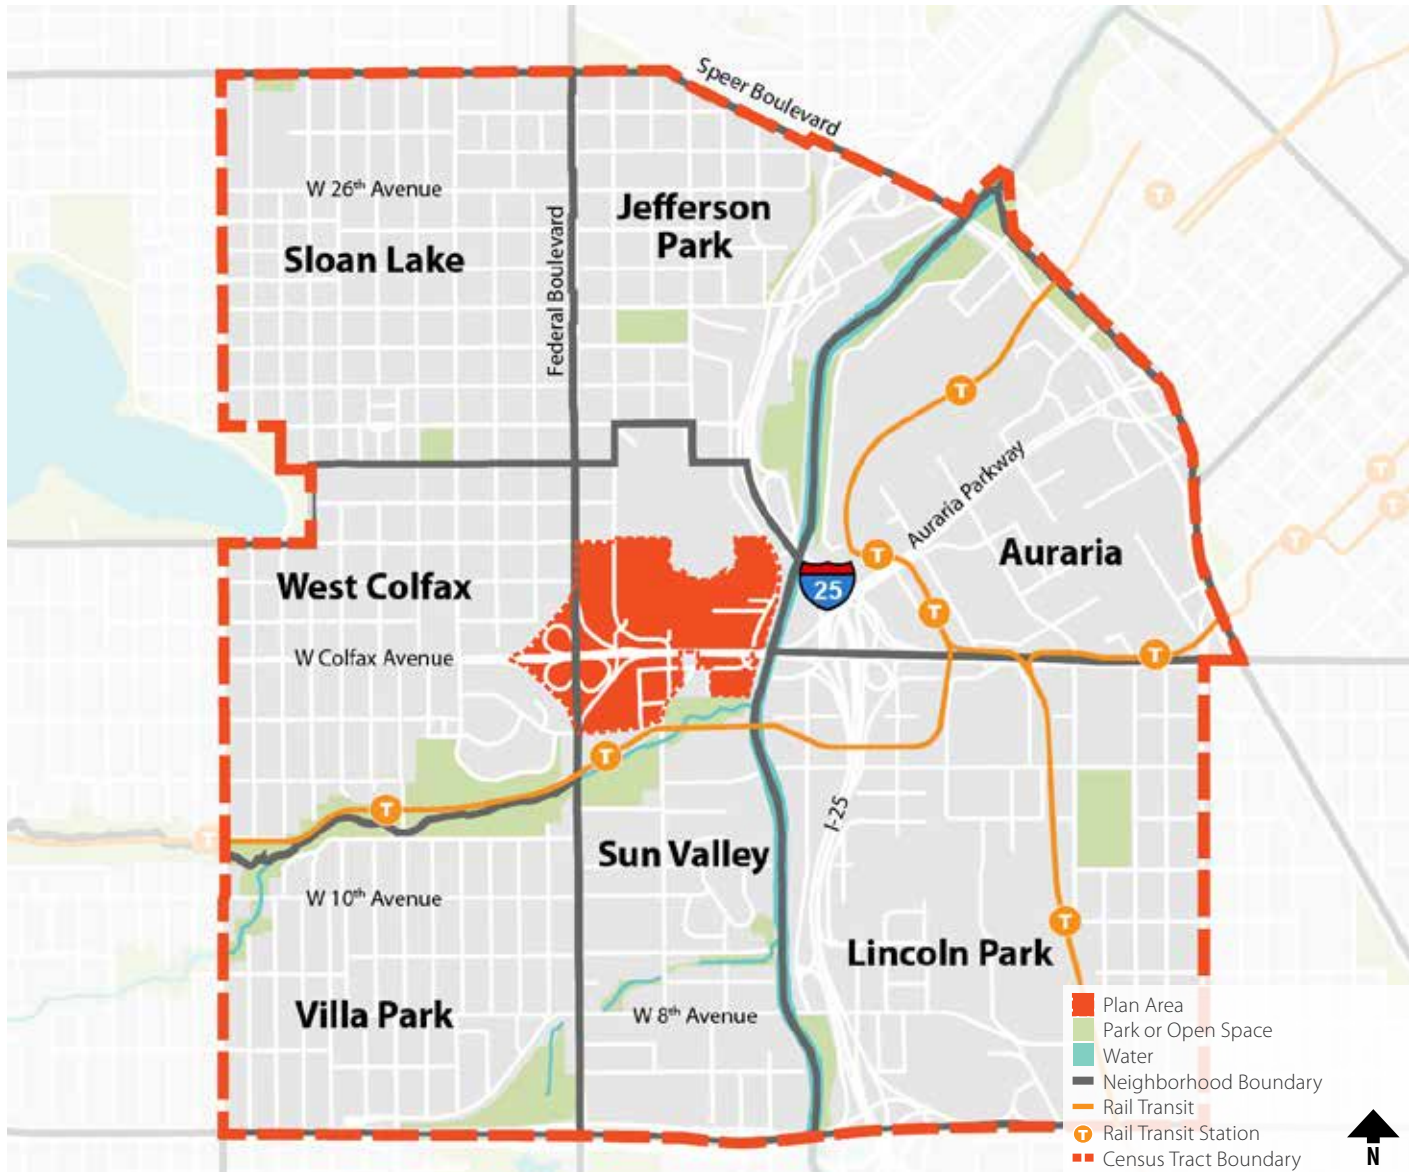 Speer Boulevard
W 26th Avenue
Jefferson
Park
Sloan Lake
Federal Boulevard
Auraria Parkway
Auraria
West Colfax
25
W Colfax Avenue
T
T
T
T
T
T
T
T
T
T
T
T
I-25
Sun Valley
W 10th Avenue
Lincoln Park
Villa Park
W 8th Avenue
Plan Area
Park or Open Space
Water
Neighborhood Boundary
Rail Transit
T Rail Transit Station
Census Tract Boundary
N